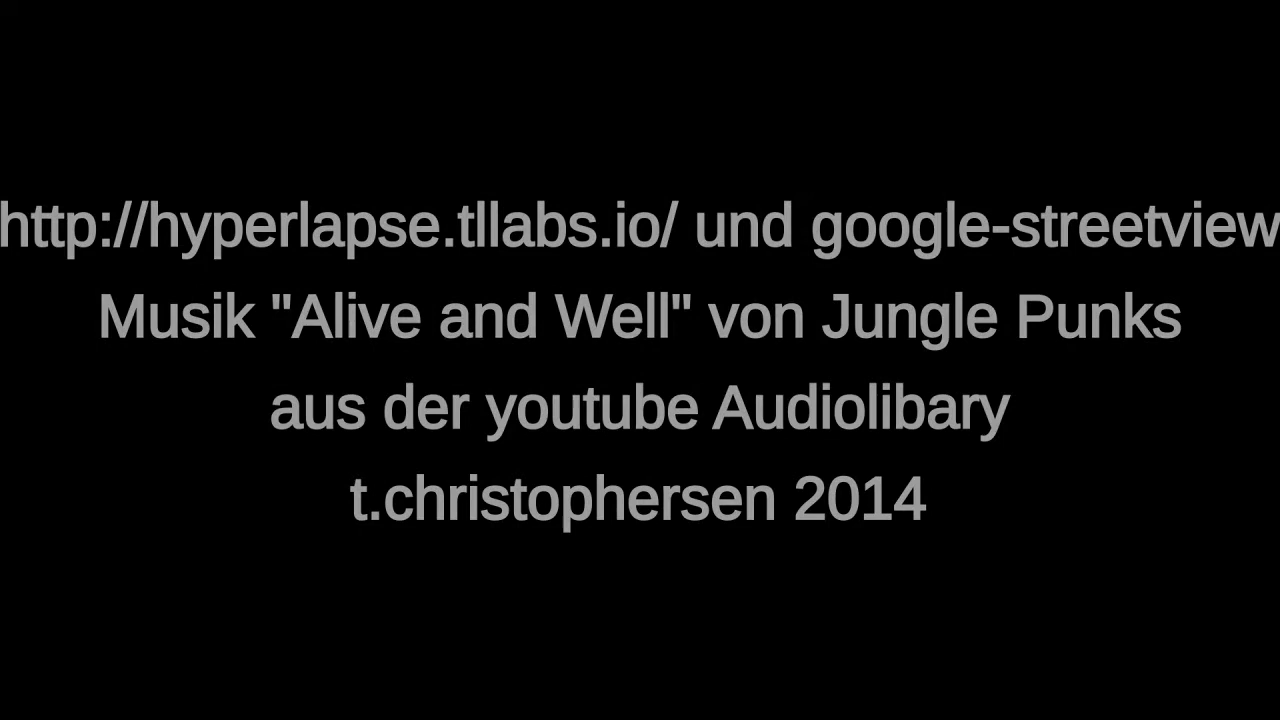 http://hyperlapse.tllabs.io/ und google-streetview
Musik "Alive and Well" von Jungle Punks
aus der youtube Audiolibary
t.christophersen 2014